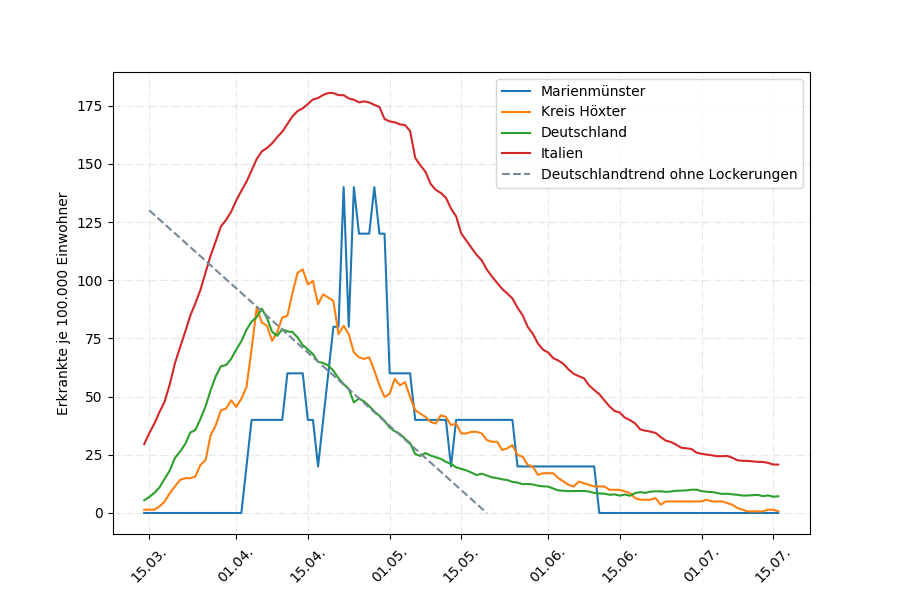 Erkrankte je 100.000 Einwohner
175
150
125
100
75
50
25
0
Marienmünster
Kreis Höxter
Deutschland
Italien
Deutschlandtrend ohne Lockerungen
15.03.
01.04.
15.04.
01.05.
15.05.
01.06.
15.06.
01.07.
15.07.